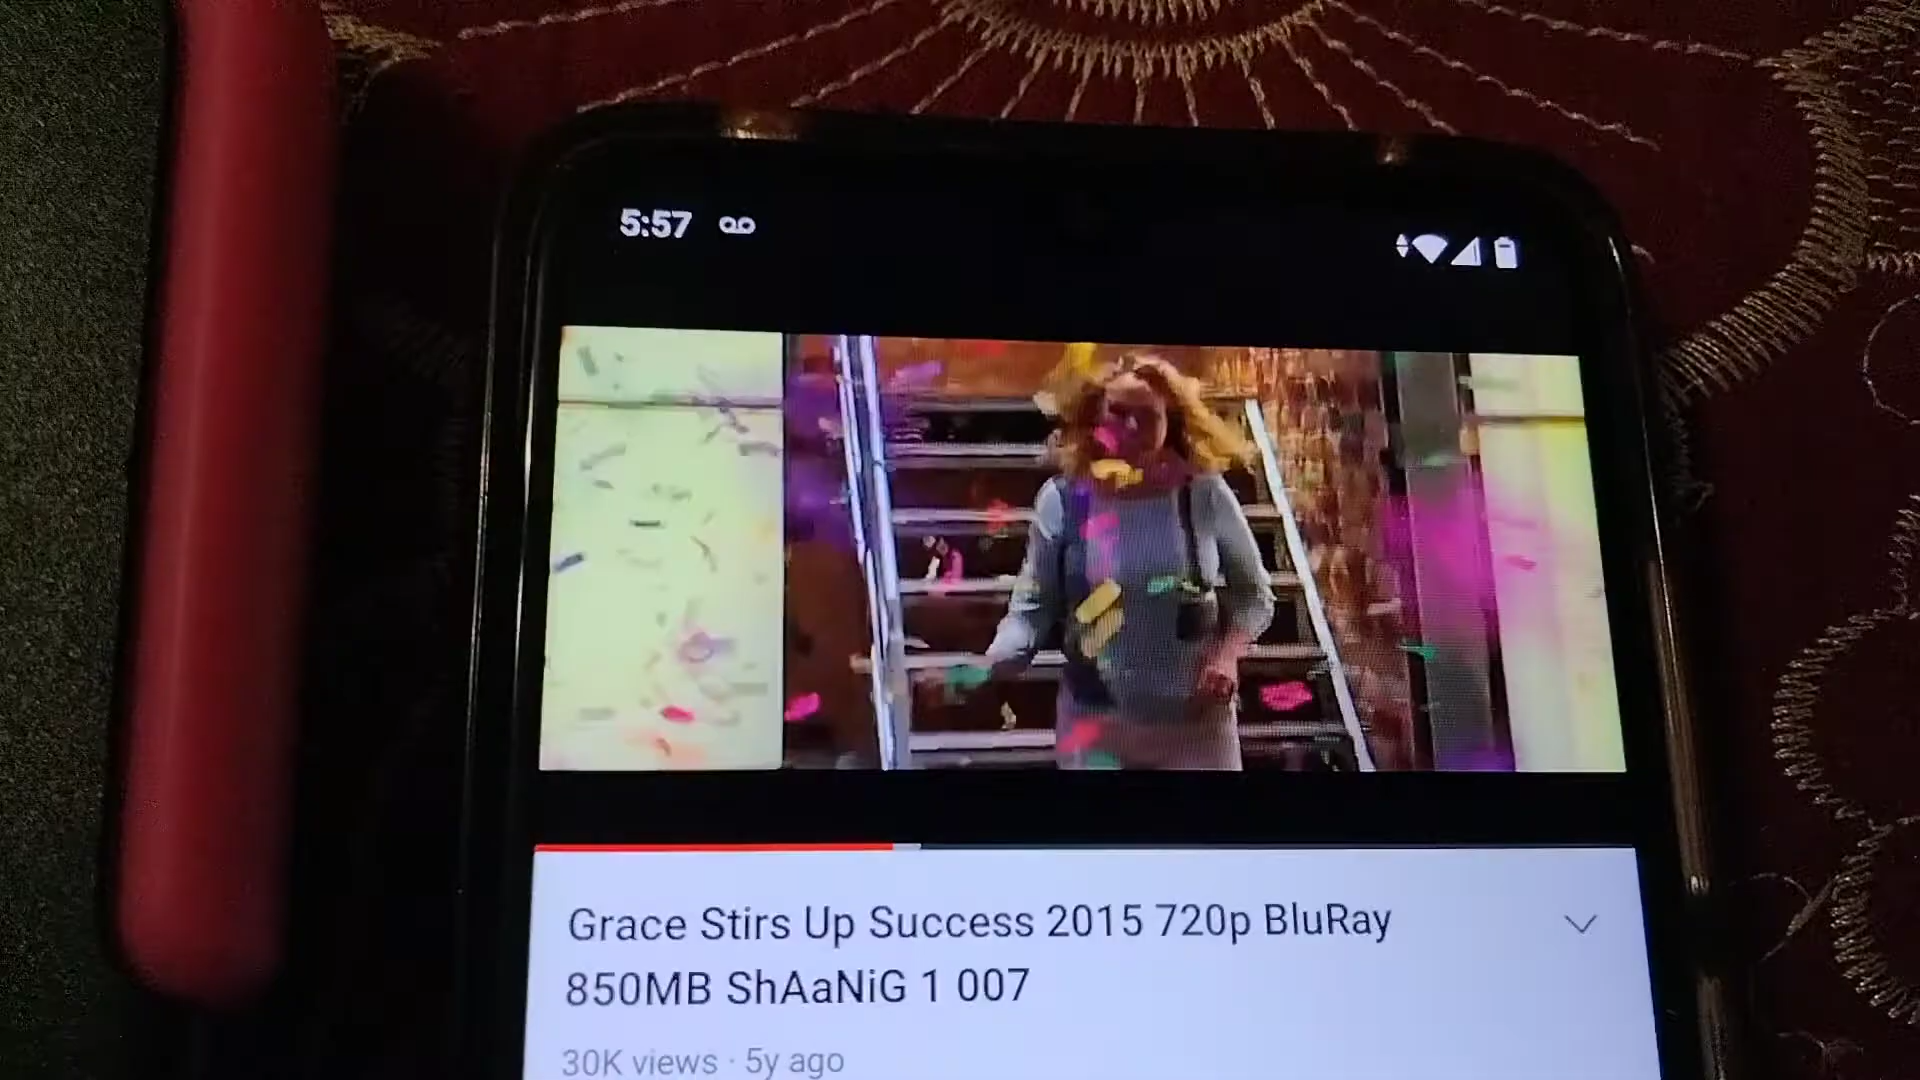 5:57
Grace Stirs Up Success 2015 720p BluRay
850MB ShAaNiG 1 007
30K views · 5y ago